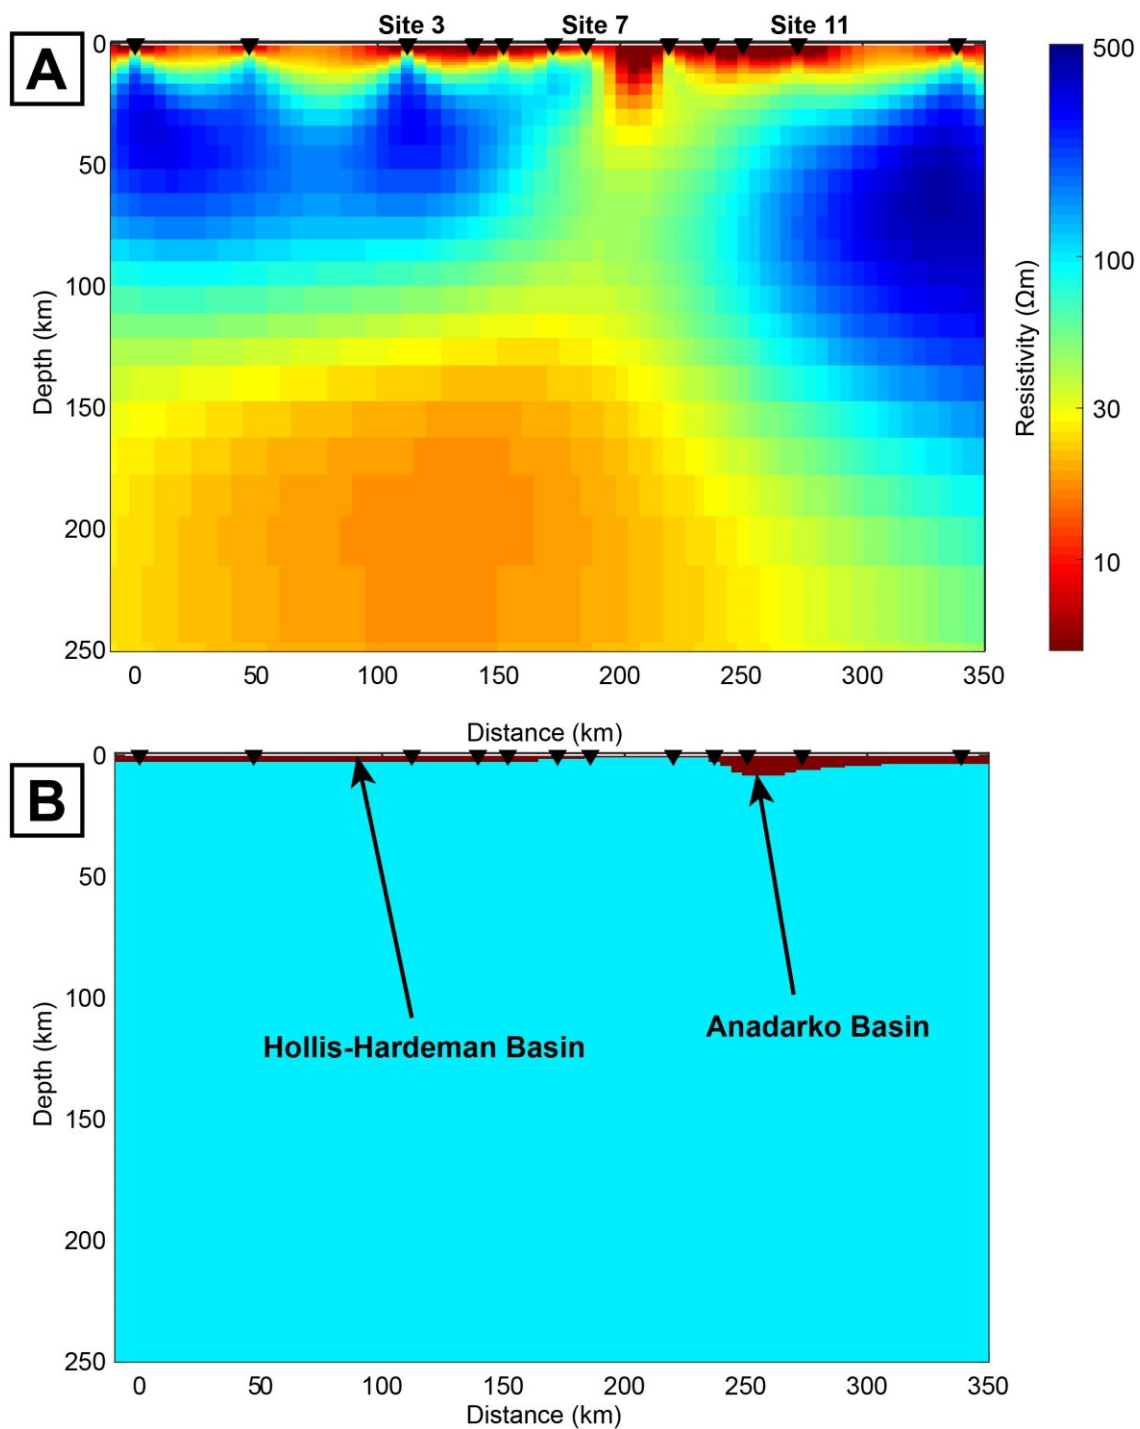 Site 3 Site 7 Site 11
A
0
50
100
150
200
250
Depth (km)
0 50 100 150 200 250 300 350
Distance (km)
500
100
30
10
Resistivity (Ωm)
B
0
50
100
150
200
250
Depth (km)
Hollis-Hardeman Basin
Anadarko Basin
0 50 100 150 200 250 300 350
Distance (km)